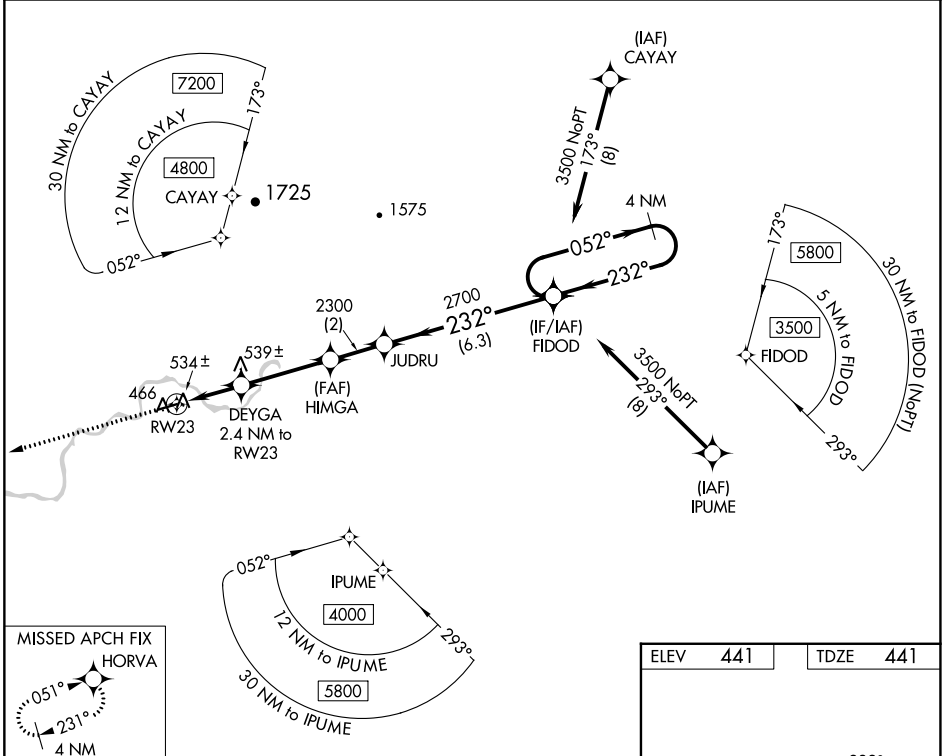 (IAF)
CAYAY
3500 NoPT
173°
(8)
30 NM to CAYAY
7200
173°
12 NM to CAYAY
4800
CAYAY
1725
052°
1575
4 NM
052°
232°
(IF/IAF)
FIDOD
173°
5800
30 NM to FIDOD (NoPT)
5 NM to FIDOD
3500
FIDOD
293°
2700
232°
(6.3)
2300
(2)
JUDRU
(FAF)
HIMGA
539±
534±
466
RW23
DEYGA
2.4 NM to
RW23
3500 NoPT
293°
(8)
(IAF)
IPUME
052°
IPUME
4000
12 NM to IPUME
293°
5800
30 NM to IPUME
MISSED APCH FIX
HORVA
051°
231°
4 NM
ELEV 441
TDZE 441